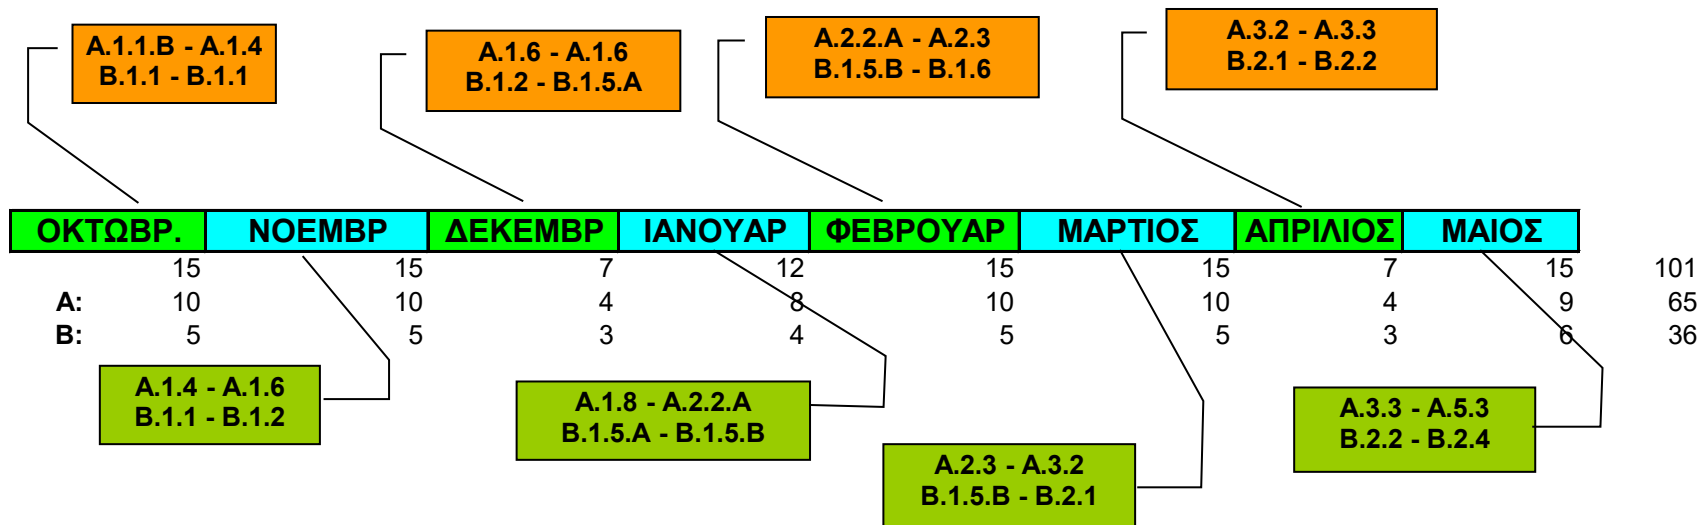 Α.1.1.Β - Α.1.4
Β.1.1 - Β.1.1
Α.1.6 - Α.1.6
Β.1.2 - Β.1.5.Α
Α.2.2.Α - Α.2.3
Β.1.5.Β - Β.1.6
Α.3.2 - Α.3.3
Β.2.1 - Β.2.2
ΟΚΤΩΒΡ. ΝΟΕΜΒΡ ΔΕΚΕΜΒΡ ΙΑΝΟΥΑΡ ΦΕΒΡΟΥΑΡ ΜΑΡΤΙΟΣ ΑΠΡΙΛΙΟΣ ΜΑΙΟΣ
15 15 7 12 15 15 7 15 101
Α: 10 10 4 8 10 10 4 9 65
Β: 5 5 3 4 5 5 3 6 36
Α.1.4 - Α.1.6
Β.1.1 - Β.1.2
Α.1.8 - Α.2.2.Α
Β.1.5.Α - Β.1.5.Β
Α.2.3 - Α.3.2
Β.1.5.Β - Β.2.1
Α.3.3 - Α.5.3
Β.2.2 - Β.2.4